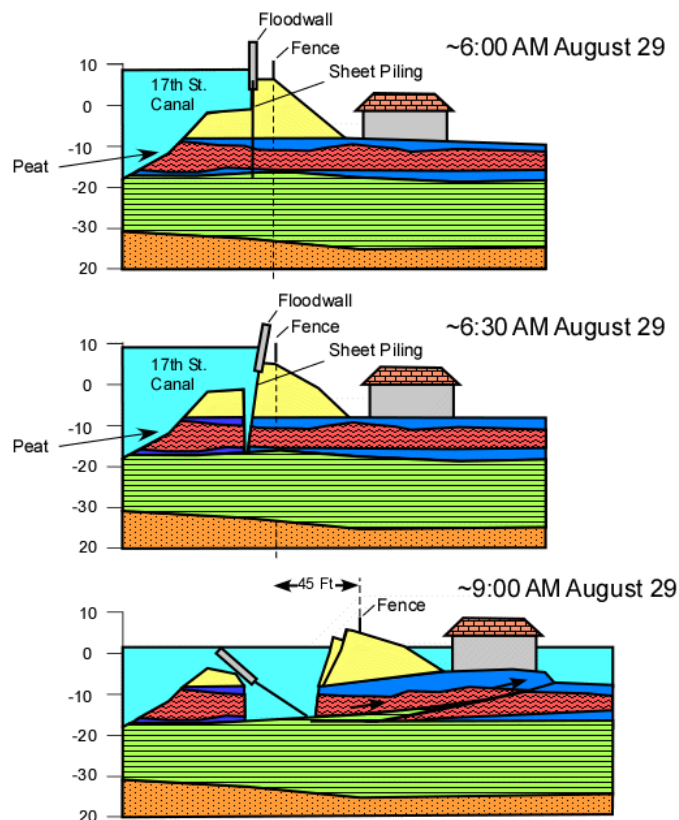 Floodwall
Fence
~6:00 AM August 29
Sheet Piling
17th St.
Canal
Peat
10
0
-10
-20
-30
20
Floodwall
Fence
~6:30 AM August 29
Sheet Piling
17th St.
Canal
Peat
10
0
-10
-20
-30
20
45 Ft
~9:00 AM August 29
Fence
10
0
-10
-20
-30
20